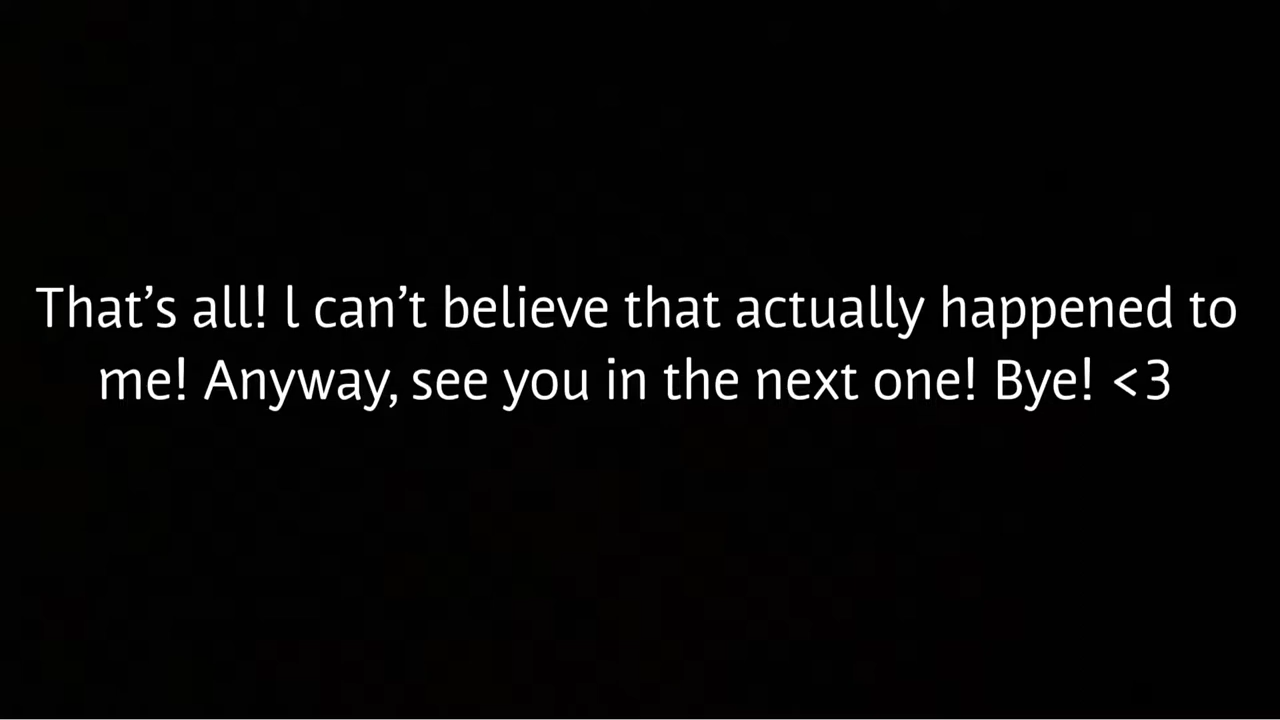 That’s all! l can’t believe that actually happened to
me! Anyway, see you in the next one! Bye! <3